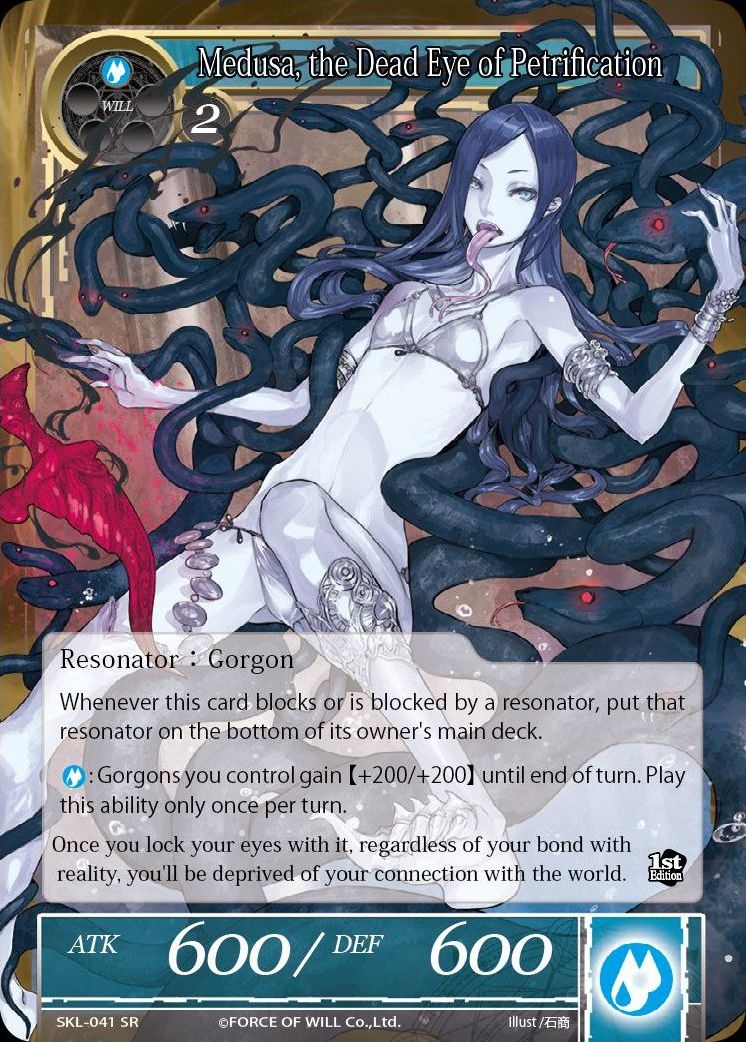 Medusa, the Dead Eye of Petrification
WILL
2
Resonator : Gorgon
Whenever this card blocks or is blocked by a resonator, put that
resonator on the bottom of its owner's main deck.
: Gorgons you control gain 【+200/+200】 until end of turn. Play
this ability only once per turn.
Once you lock your eyes with it, regardless of your bond with
reality, you'll be deprived of your connection with the world.
1st
Edition
ATK 600 / DEF 600
SKL-041 SR ©FORCE OF WILL Co.,Ltd. Illust /石商